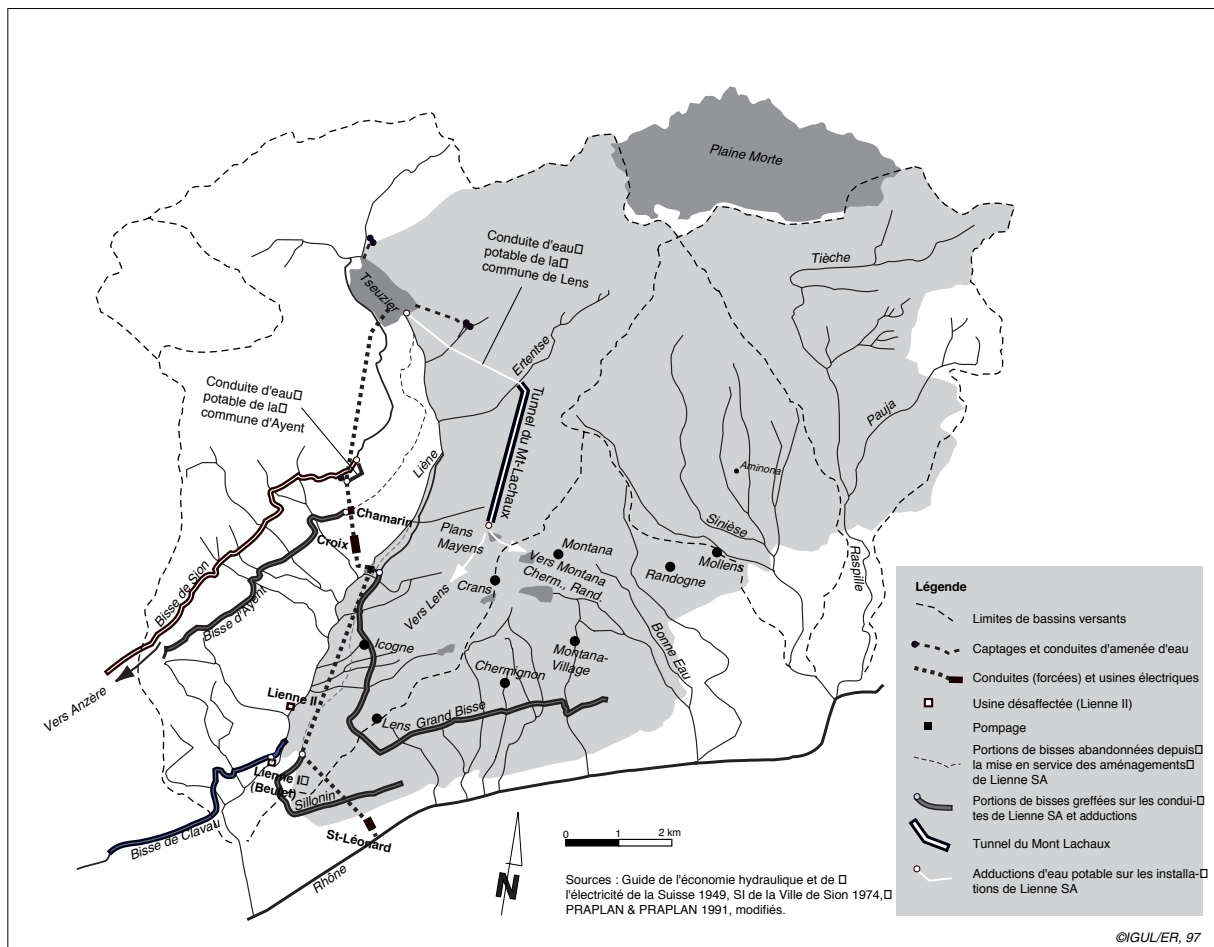 Plaine Morte
Conduite d'eau
potable de la
commune de Lens
Tièche
Tseuzier
Ertentse
Conduite d'eau
potable de la
commune d'Ayent
Tunnel du Mt-Lachaux
Pauja
Liène
Aminona
Chamarin
Croix
Plans
Mayens
Sinièse
Montana
Mollens
Randogne
Raspille
Vers Montana
Cherm., Rand.
Crans
Vers Lens
Bisse de Sion
Bisse d'Ayent
Icogne
Montana-
Village
Bonne Eau
Chermignon
Vers Anzère
Lienne II
Lens
Grand Bisse
Lienne I
(Beulet)
Sillonin
St-Léonard
Bisse de Clavau
Rhône
N
0 1 2 km
Sources : Guide de l'économie hydraulique et de
l'électricité de la Suisse 1949, SI de la Ville de Sion 1974,
PRAPLAN & PRAPLAN 1991, modifiés.
Légende
Limites de bassins versants
Captages et conduites d'amenée d'eau
Conduites (forcées) et usines électriques
Usine désaffectée (Lienne II)
Pompage
Portions de bisses abandonnées depuis
la mise en service des aménagements
de Lienne SA
Portions de bisses greffées sur les condui-
tes de Lienne SA et adductions
Tunnel du Mont Lachaux
Adductions d'eau potable sur les installa-
tions de Lienne SA
©IGUL/ER, 97